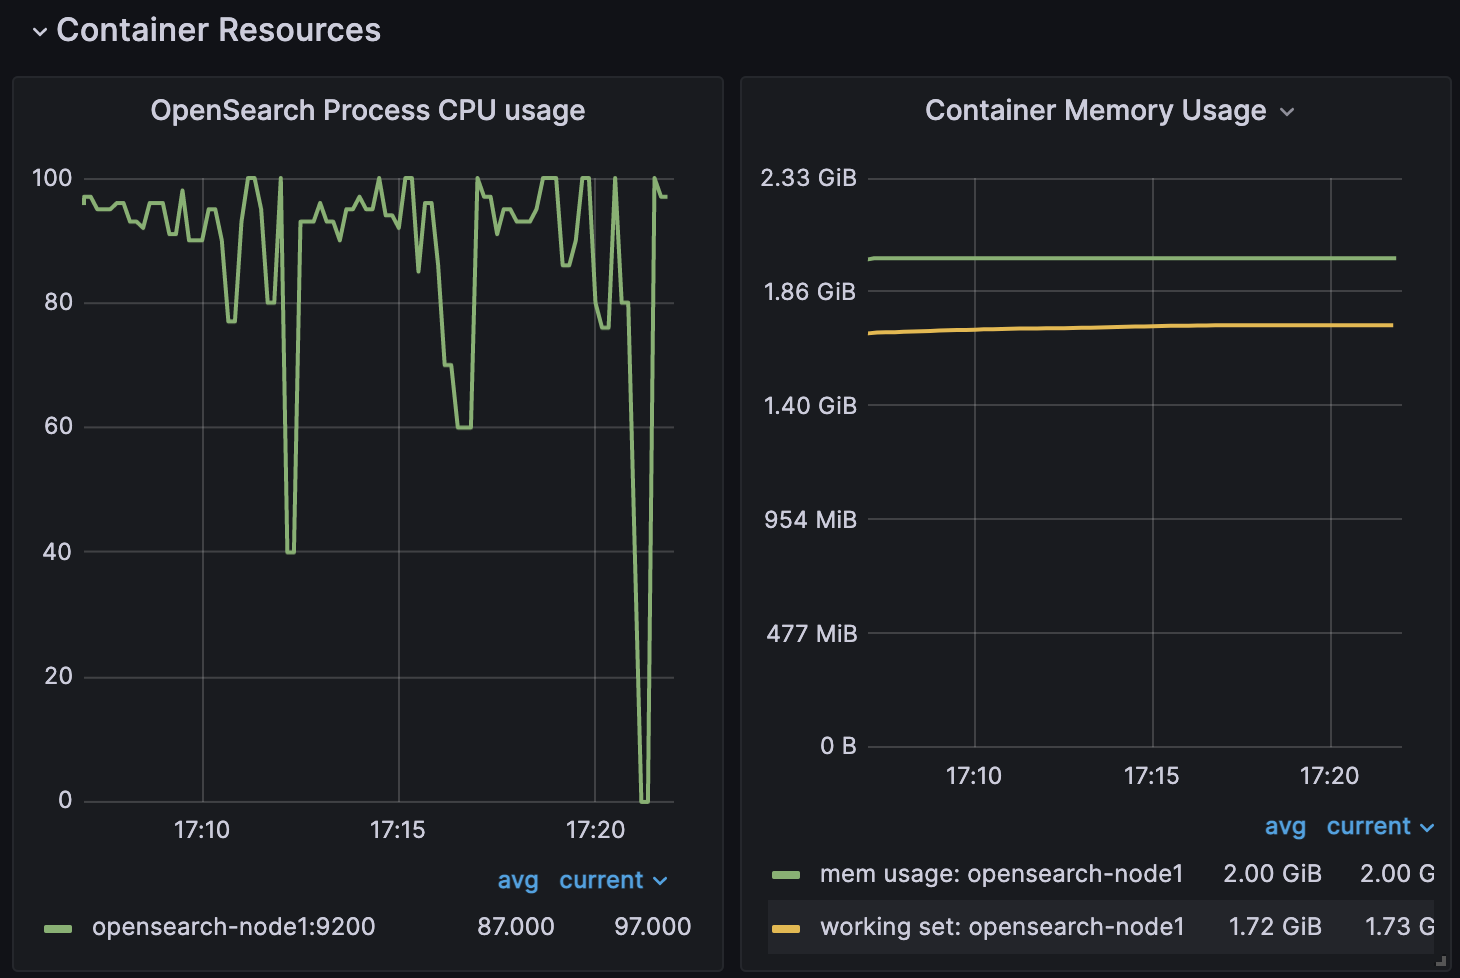 Container Resources
OpenSearch Process CPU usage
100
80
60
40
20
0
17:10 17:15 17:20
avg current
opensearch-node1:9200 87.000 97.000
Container Memory Usage
2.33 GiB
1.86 GiB
1.40 GiB
954 MiB
477 MiB
0 B
17:10 17:15 17:20
avg current
mem usage: opensearch-node1 2.00 GiB 2.00 G
working set: opensearch-node1 1.72 GiB 1.73 G